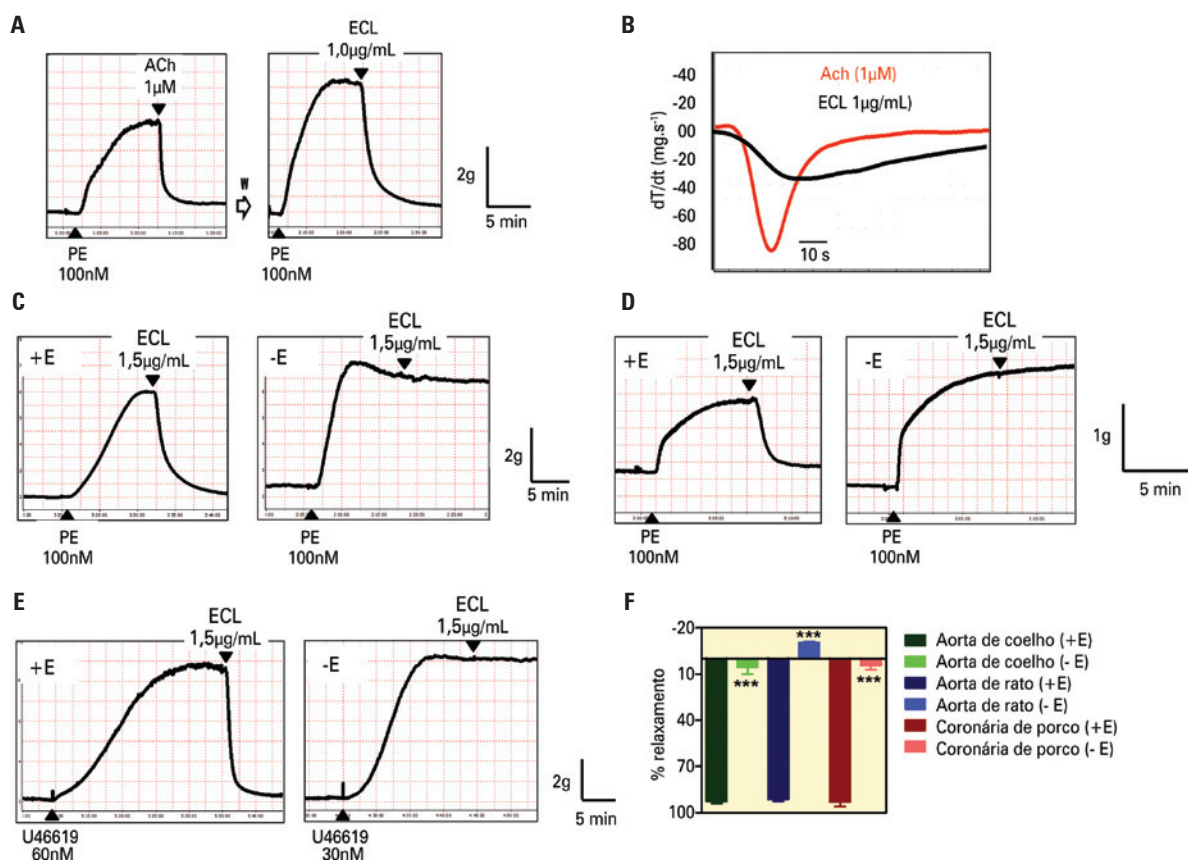 A
ACh
1µM
ECL
1,0µg/mL
W
PE
100nM
PE
100nM
2g
5 min
B
-40
-20
00
-20
-40
-60
-80
dT/dt (mg.s⁻¹)
Ach (1µM)
ECL 1µg/mL)
10 s
C
+E
ECL
1,5µg/mL
PE
100nM
-E
ECL
1,5µg/mL
PE
100nM
2g
5 min
D
+E
ECL
1,5µg/mL
PE
100nM
-E
ECL
1,5µg/mL
PE
100nM
1g
5 min
E
+E
ECL
1,5µg/mL
U46619
60nM
-E
ECL
1,5µg/mL
U46619
30nM
2g
5 min
F
% relaxamento
-20
10
40
70
100
***
***
***
Aorta de coelho (+E)
Aorta de coelho (- E)
Aorta de rato (+E)
Aorta de rato (- E)
Coronária de porco (+E)
Coronária de porco (- E)